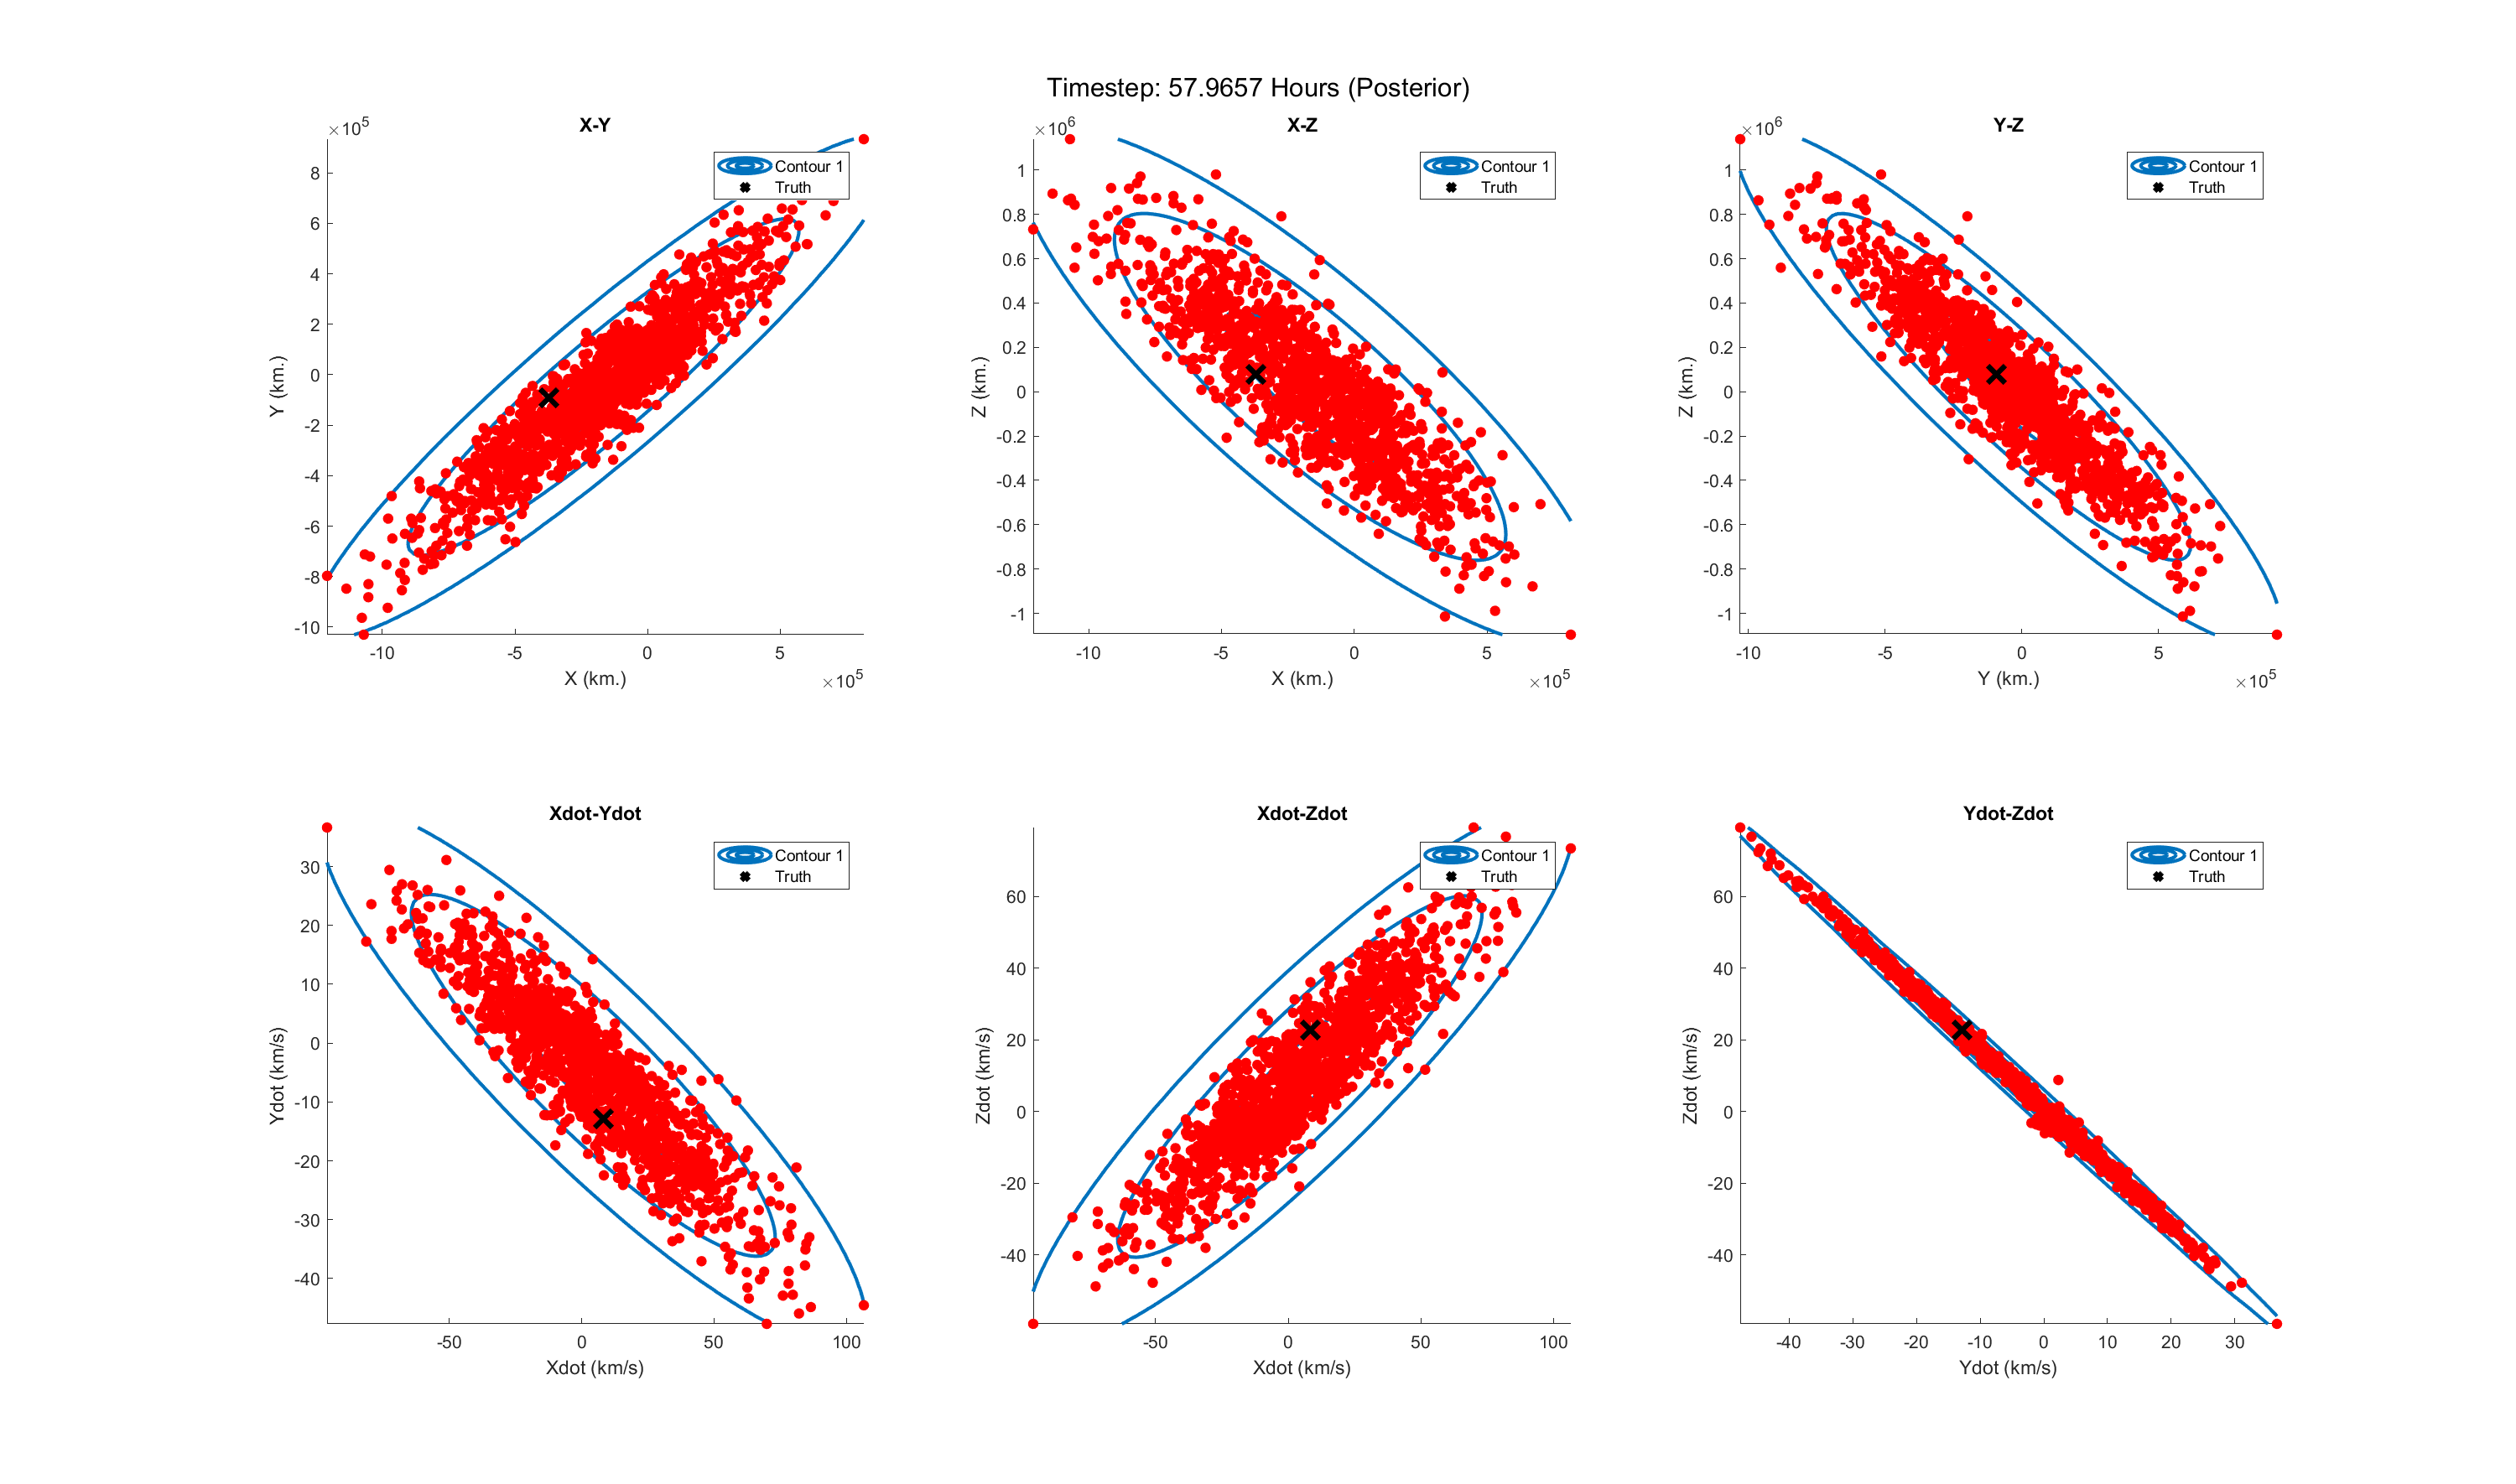 Timestep: 57.9657 Hours (Posterior)
X-Y
×10^5
Contour 1
Truth
8
6
4
2
0
-2
-4
-6
-8
-10
Y (km.)
-10 -5 0 5
X (km.)
×10^5
X-Z
×10^6
Contour 1
Truth
1
0.8
0.6
0.4
0.2
0
-0.2
-0.4
-0.6
-0.8
-1
Z (km.)
-10 -5 0 5
X (km.)
×10^5
Y-Z
×10^6
Contour 1
Truth
1
0.8
0.6
0.4
0.2
0
-0.2
-0.4
-0.6
-0.8
-1
Z (km.)
-10 -5 0 5
Y (km.)
×10^5
Xdot-Ydot
Contour 1
Truth
30
20
10
0
-10
-20
-30
-40
Ydot (km/s)
-50 0 50 100
Xdot (km/s)
Xdot-Zdot
Contour 1
Truth
60
40
20
0
-20
-40
Zdot (km/s)
-50 0 50 100
Xdot (km/s)
Ydot-Zdot
Contour 1
Truth
60
40
20
0
-20
-40
Zdot (km/s)
-40 -30 -20 -10 0 10 20 30
Ydot (km/s)